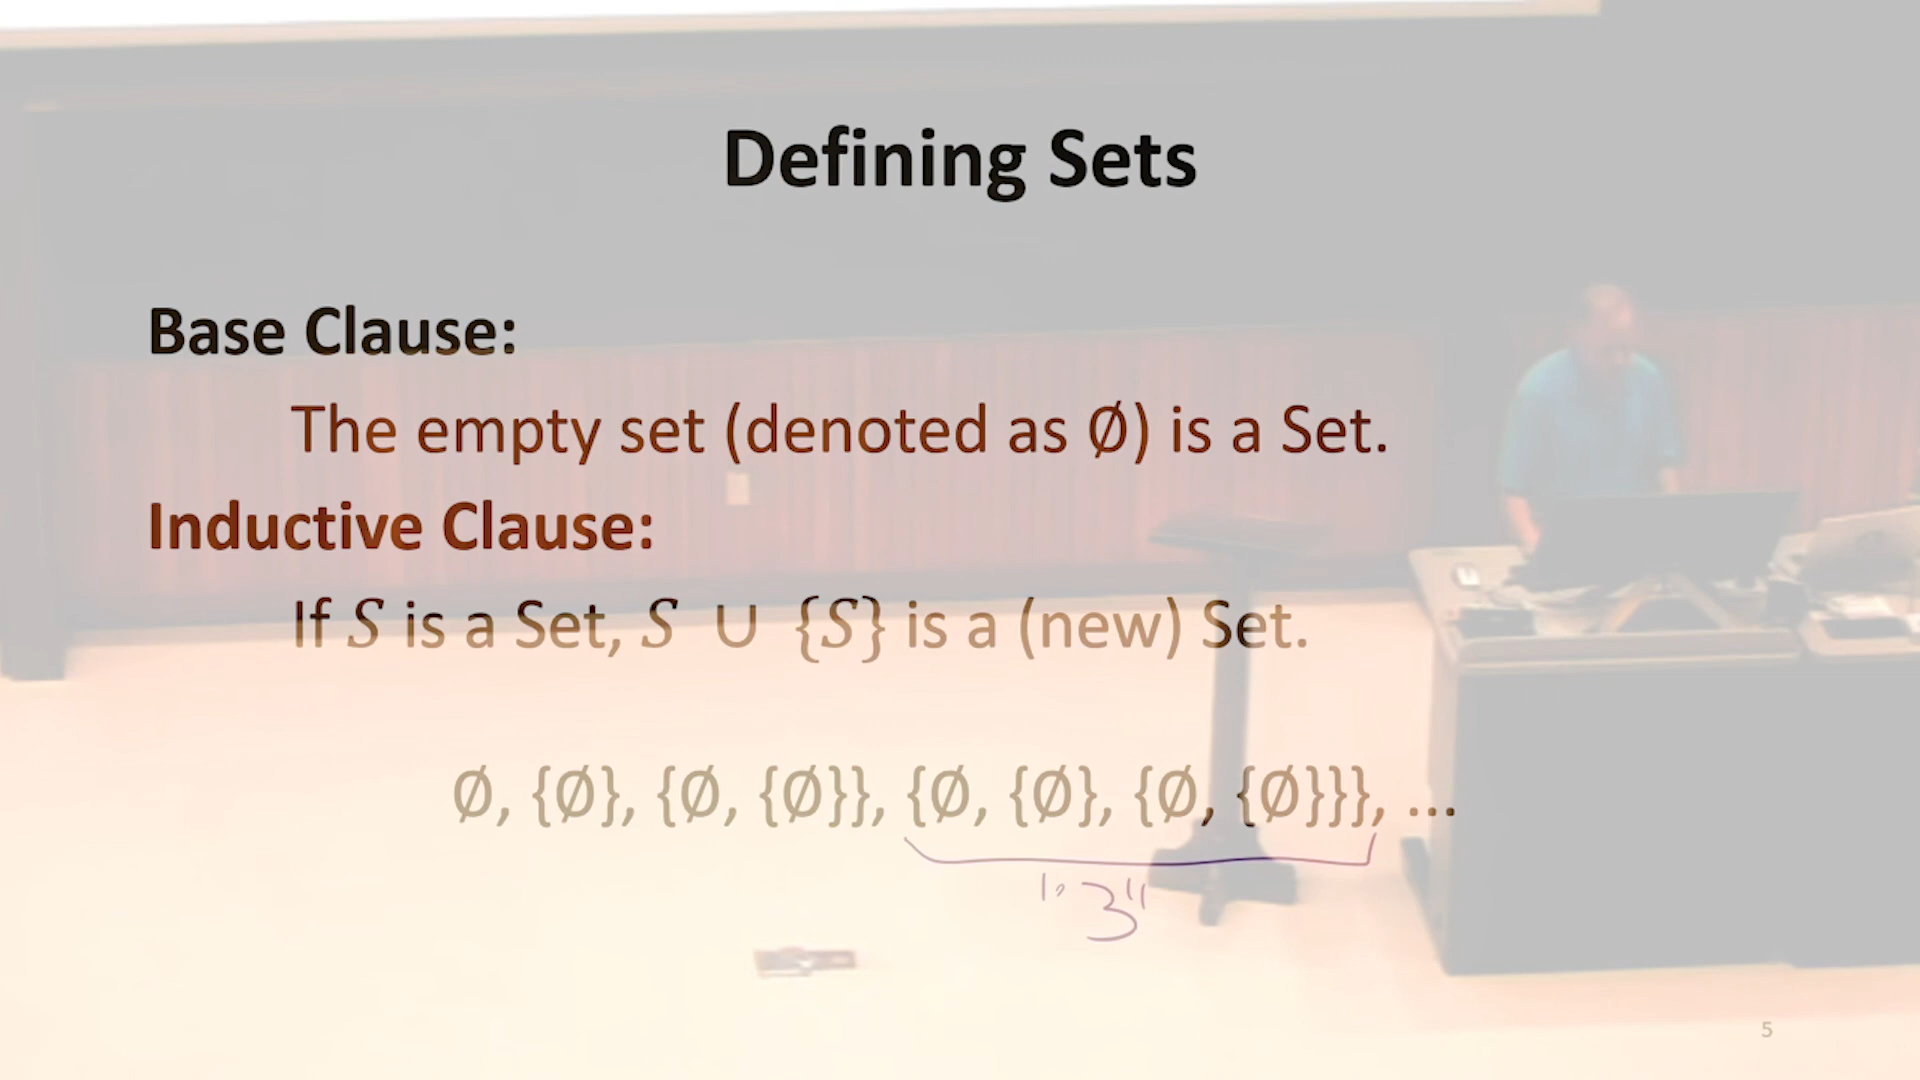 Defining Sets
Base Clause:
The empty set (denoted as ∅) is a Set.
Inductive Clause:
If 𝑆 is a Set, 𝑆 ∪ {𝑆} is a (new) Set.
∅, {∅}, {∅, {∅}}, {∅, {∅}, {∅, {∅}}}, ...
"3"
5